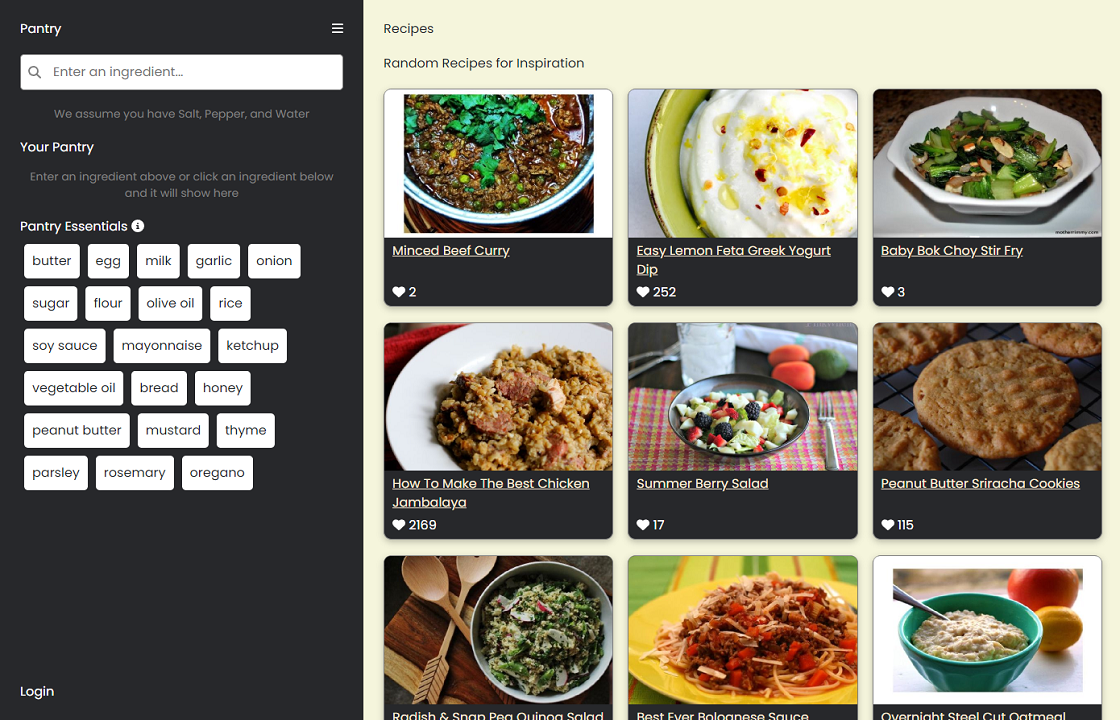 Pantry
Enter an ingredient...
We assume you have Salt, Pepper, and Water
Your Pantry
Enter an ingredient above or click an ingredient below
and it will show here
Pantry Essentials
butter egg milk garlic onion
sugar flour olive oil rice
soy sauce mayonnaise ketchup
vegetable oil bread honey
peanut butter mustard thyme
parsley rosemary oregano
Login
Recipes
Random Recipes for Inspiration
Minced Beef Curry
2
Easy Lemon Feta Greek Yogurt
Dip
252
Baby Bok Choy Stir Fry
3
How To Make The Best Chicken
Jambalaya
2169
Summer Berry Salad
17
Peanut Butter Sriracha Cookies
115
Radish & Snap Pea Quinoa Salad
Best Ever Bolognese Sauce
Overnight Steel Cut Oatmeal